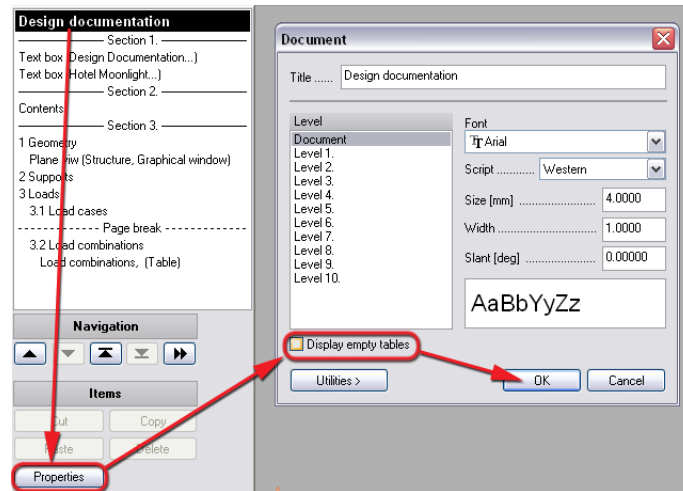 Design documentation
Section 1.
Text box (Design Documentation...)
Text box (Hotel Moonlight...)
Section 2.
Contents
Section 3.
1 Geometry
Plane viw (Structure, Graphical window)
2 Supports
3 Loads
3.1 Load cases
Page break
3.2 Load combinations
Load combinations, (Table)
Navigation
Items
Cut Copy
Paste Delete
Properties
Document
Title ...... Design documentation
Level
Document
Level 1.
Level 2.
Level 3.
Level 4.
Level 5.
Level 6.
Level 7.
Level 8.
Level 9.
Level 10.
Font
Arial
Script ........... Western
Size [mm] ...................... 4.0000
Width ............................ 1.0000
Slant [deg] .................... 0.00000
AaBbYyZz
Display empty tables
Utilities >
OK
Cancel